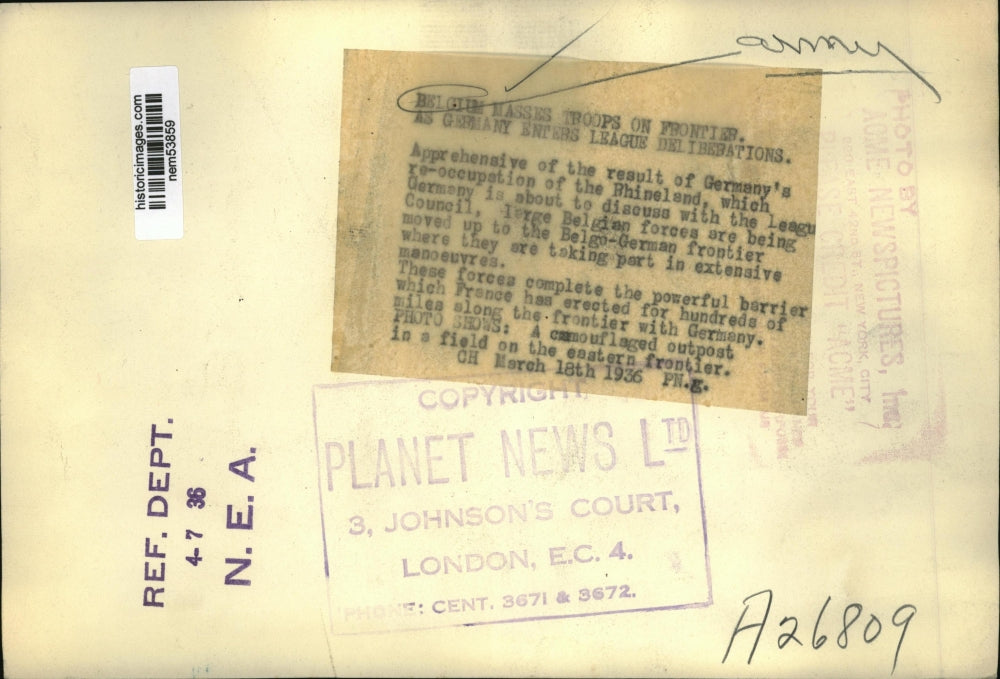 army
BELGIUM MASSES TROOPS ON FRONTIER.
AS GERMANY ENTERS LEAGUE DELIBERATIONS.
Apprehensive of the result of Germany's
re-occupation of the Rhineland, which
Germany is about to discuss with the leagu
Council, large Belgian forces are being
moved up to the Belgo-German frontier
where they are taking part in extensive
manoeuvres.
These forces complete the powerful barrier
which France has erected for hundreds of
miles along the frontier with Germany.
PHOTO SHOWS: A camouflaged outpost
in a field on the eastern frontier.
CH March 18th 1936 PN.g.
COPYRIGHT
PLANET NEWS LTD
3, JOHNSON'S COURT,
LONDON, E.C. 4.
PHONE: CENT. 3671 & 3672.
historicimages.com
nem53859
REF. DEPT.
4-7 36
N. E. A.
PHOTO BY
ACME NEWSPICTURES, Inc.
NEW YORK CITY
CREDIT "ACME"
A26809